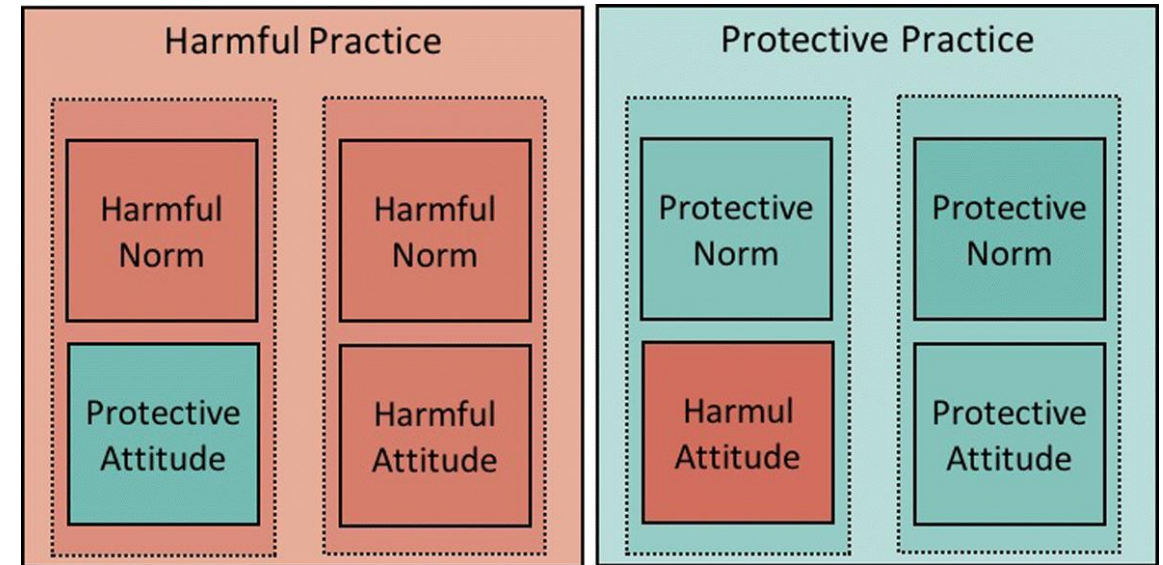 Harmful Practice
Harmful
Norm
Protective
Attitude
Harmful
Norm
Harmful
Attitude
Protective Practice
Protective
Norm
Harmul
Attitude
Protective
Norm
Protective
Attitude